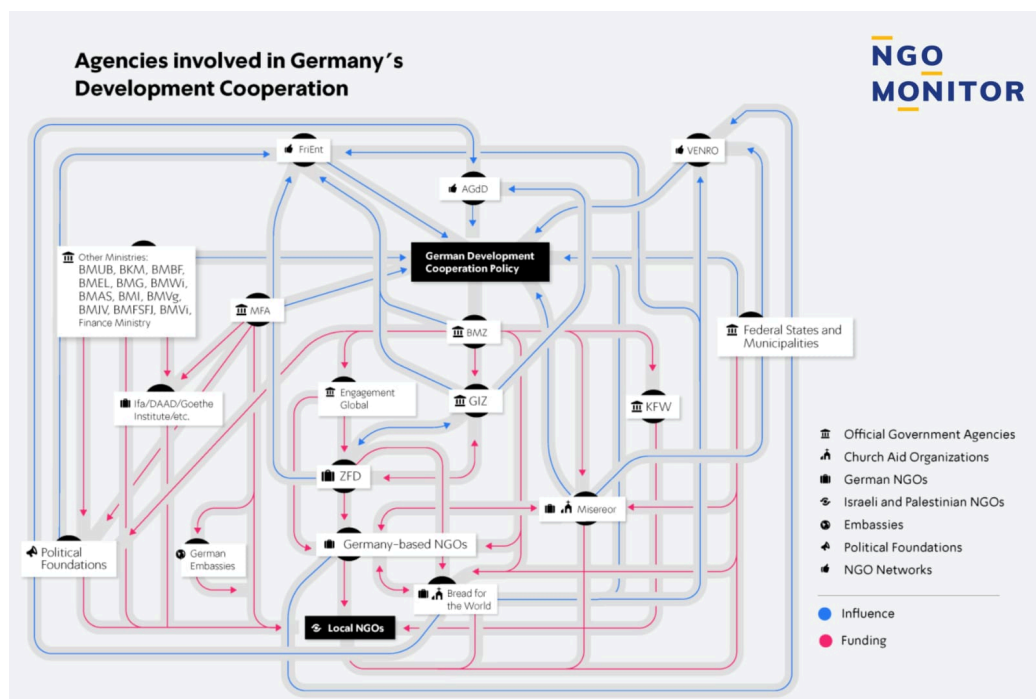 Agencies involved in Germany´s
Development Cooperation
NGO
MONITOR
FriEnt
VENRO
AGdD
German Development
Cooperation Policy
Other Ministries:
BMUB, BKM, BMBF,
BMEL, BMG, BMWi,
BMAS, BMI, BMVg,
BMJV, BMFSFJ, BMVi,
Finance Ministry
MFA
BMZ
Federal States and
Municipalities
Ifa/DAAD/Goethe
Institute/etc.
Engagement
Global
GIZ
KFW
ZFD
Misereor
Political
Foundations
German
Embassies
Germany-based NGOs
Bread for
the World
Local NGOs
Official Government Agencies
Church Aid Organizations
German NGOs
Israeli and Palestinian NGOs
Embassies
Political Foundations
NGO Networks
Influence
Funding